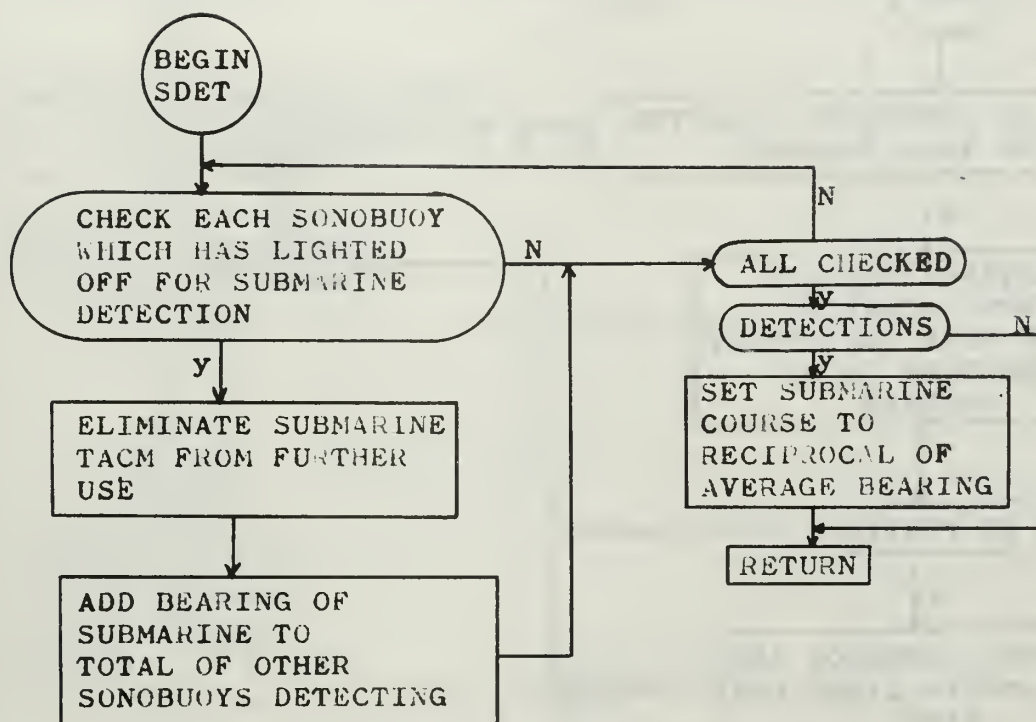 BEGIN
SDET
CHECK EACH SONOBUOY
WHICH HAS LIGHTED
OFF FOR SUBMARINE
DETECTION
N
y
ELIMINATE SUBMARINE
TACM FROM FURTHER
USE
ADD BEARING OF
SUBMARINE TO
TOTAL OF OTHER
SONOBUOYS DETECTING
N
ALL CHECKED
y
DETECTIONS
N
y
SET SUBMARINE
COURSE TO
RECIPROCAL OF
AVERAGE BEARING
RETURN